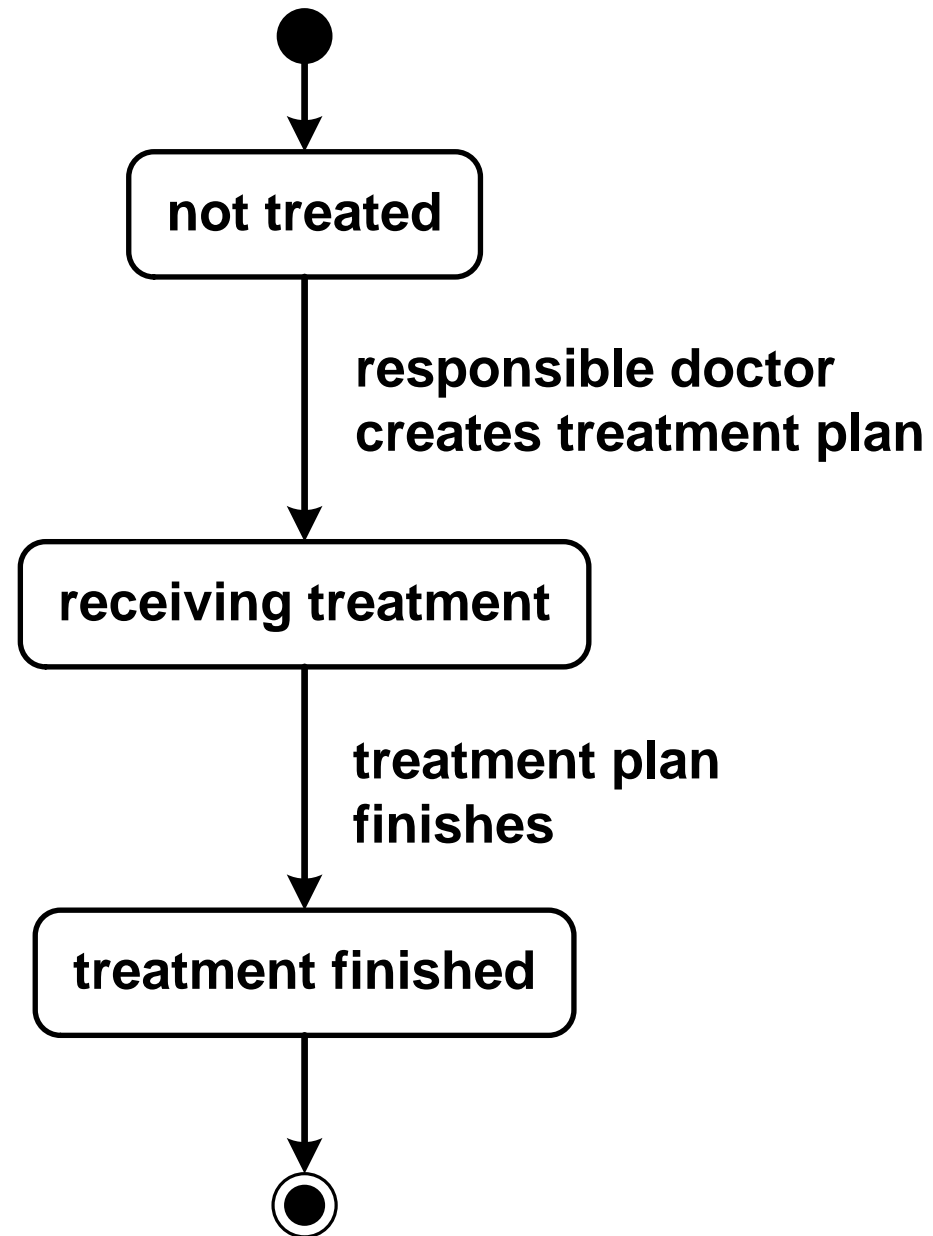 not treated
responsible doctor
creates treatment plan
receiving treatment
treatment plan
finishes
treatment finished